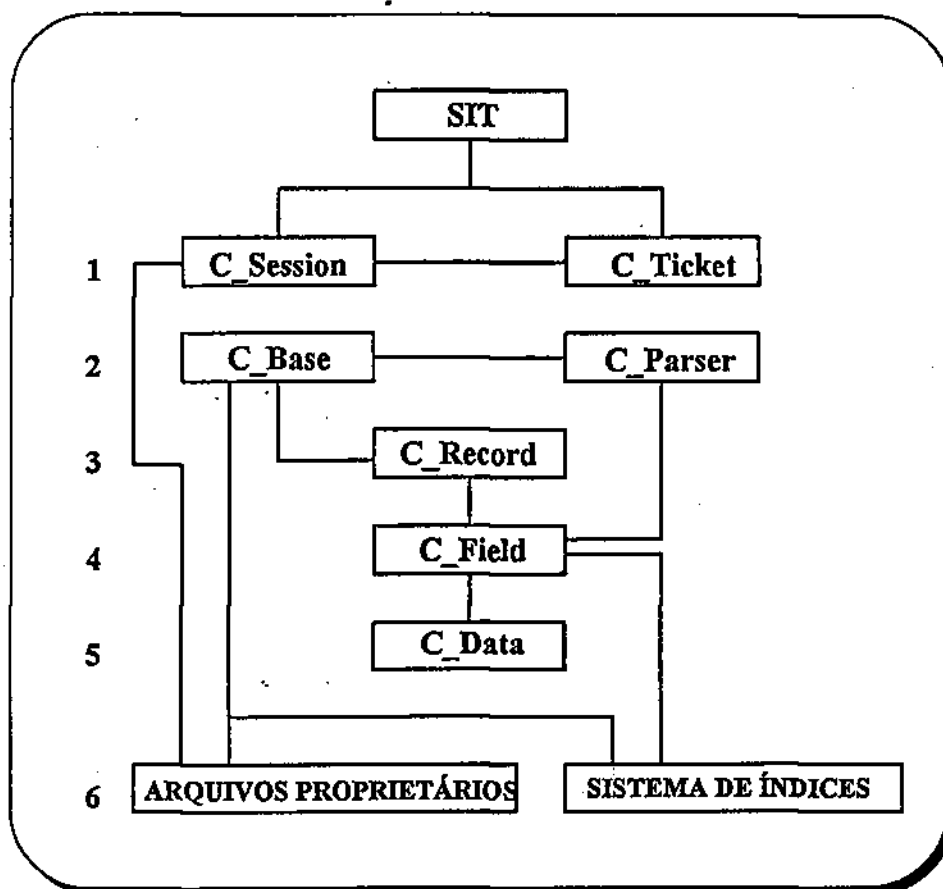 SIT
1 C_Session C_Ticket
2 C_Base C_Parser
3 C_Record
4 C_Field
5 C_Data
6 ARQUIVOS PROPRIETÁRIOS SISTEMA DE ÍNDICES